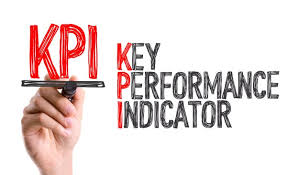 KPI
KEY
PERFORMANCE
INDICATOR